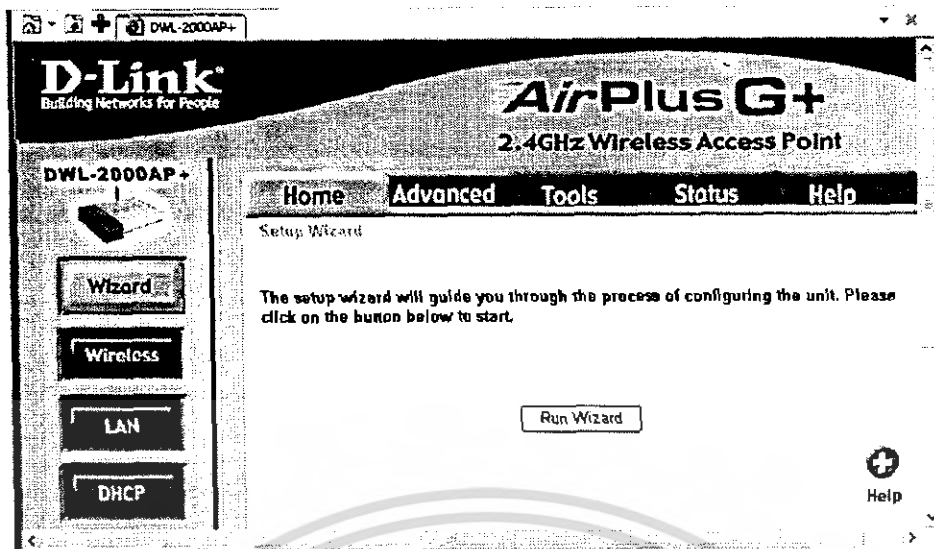 DWL-2000AP+
D-Link
Building Networks for People
AirPlus G+
2.4GHz Wireless Access Point
DWL-2000AP+
Home Advanced Tools Status Help
Setup Wizard
Wizard
The setup wizard will guide you through the process of configuring the unit. Please
click on the button below to start.
Wireless
Run Wizard
LAN
DHCP
Help